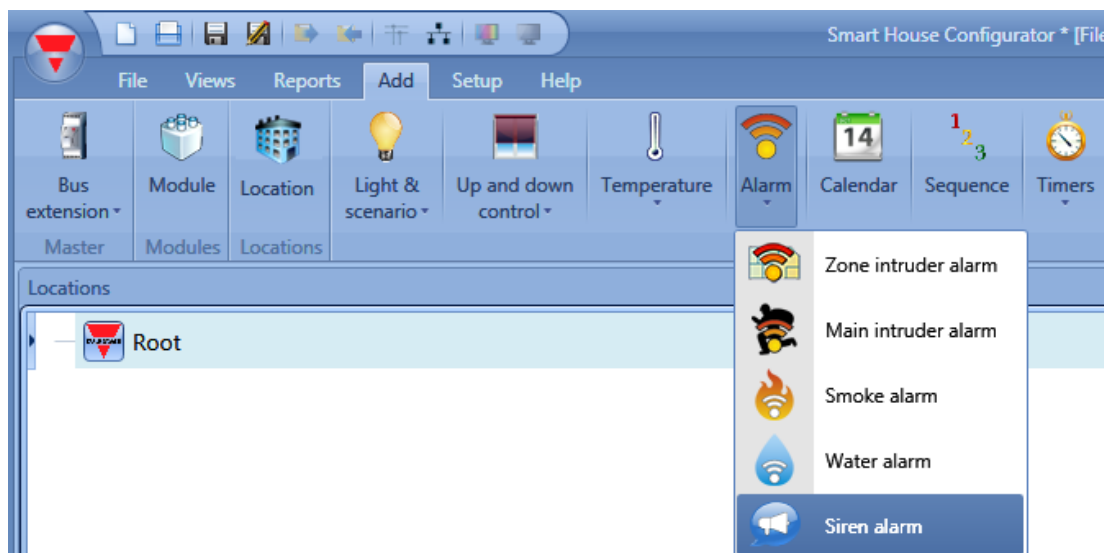 Smart House Configurator * [File
File Views Reports Add Setup Help
14
1
2
3
Bus extension
Module
Location
Light & scenario
Up and down control
Temperature
Alarm
Calendar
Sequence
Timers
Master
Modules
Locations
Locations
Zone intruder alarm
Root
Main intruder alarm
Smoke alarm
Water alarm
Siren alarm